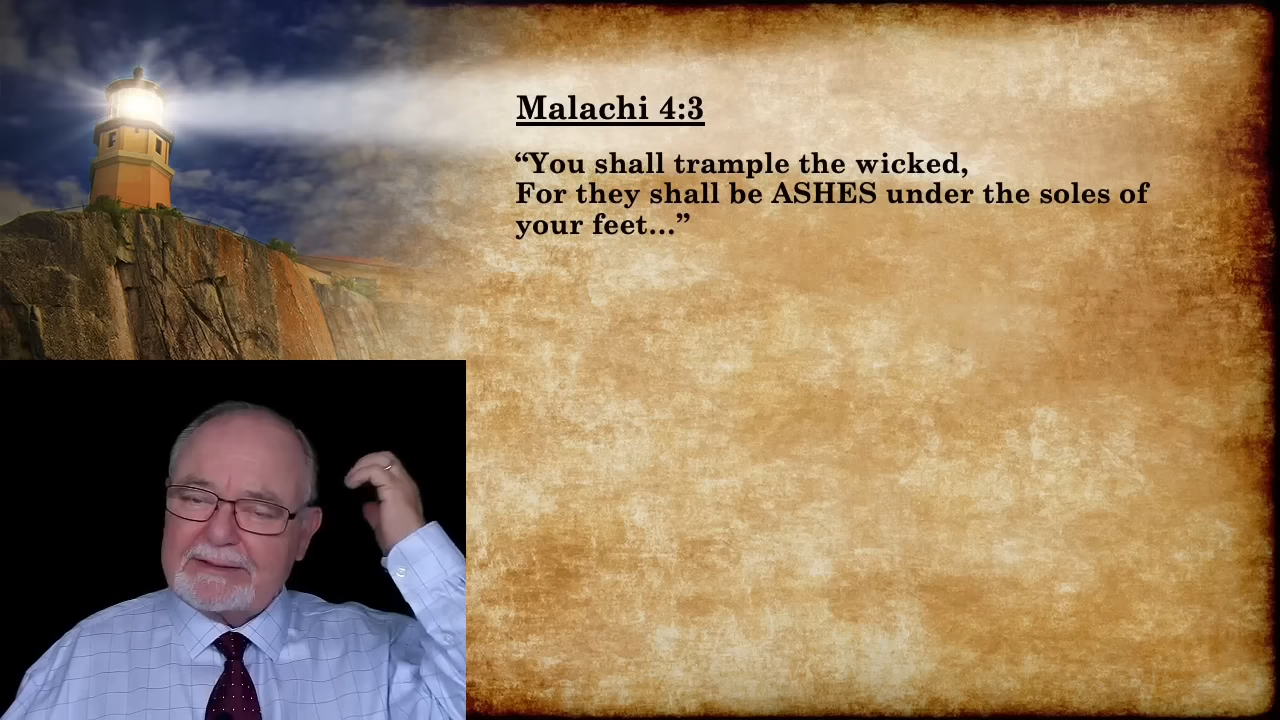 Malachi 4:3
“You shall trample the wicked,
For they shall be ASHES under the soles of
your feet...”